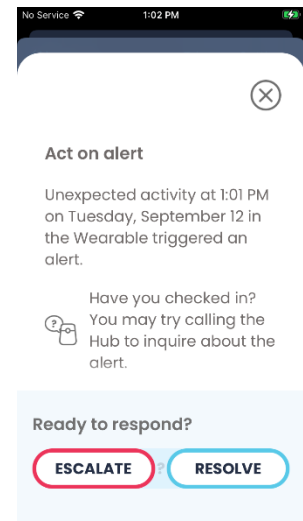 No Service 1:02 PM
Act on alert
Unexpected activity at 1:01 PM
on Tuesday, September 12 in
the Wearable triggered an
alert.
Have you checked in?
You may try calling the
Hub to inquire about the
alert.
Ready to respond?
ESCALATE ? RESOLVE